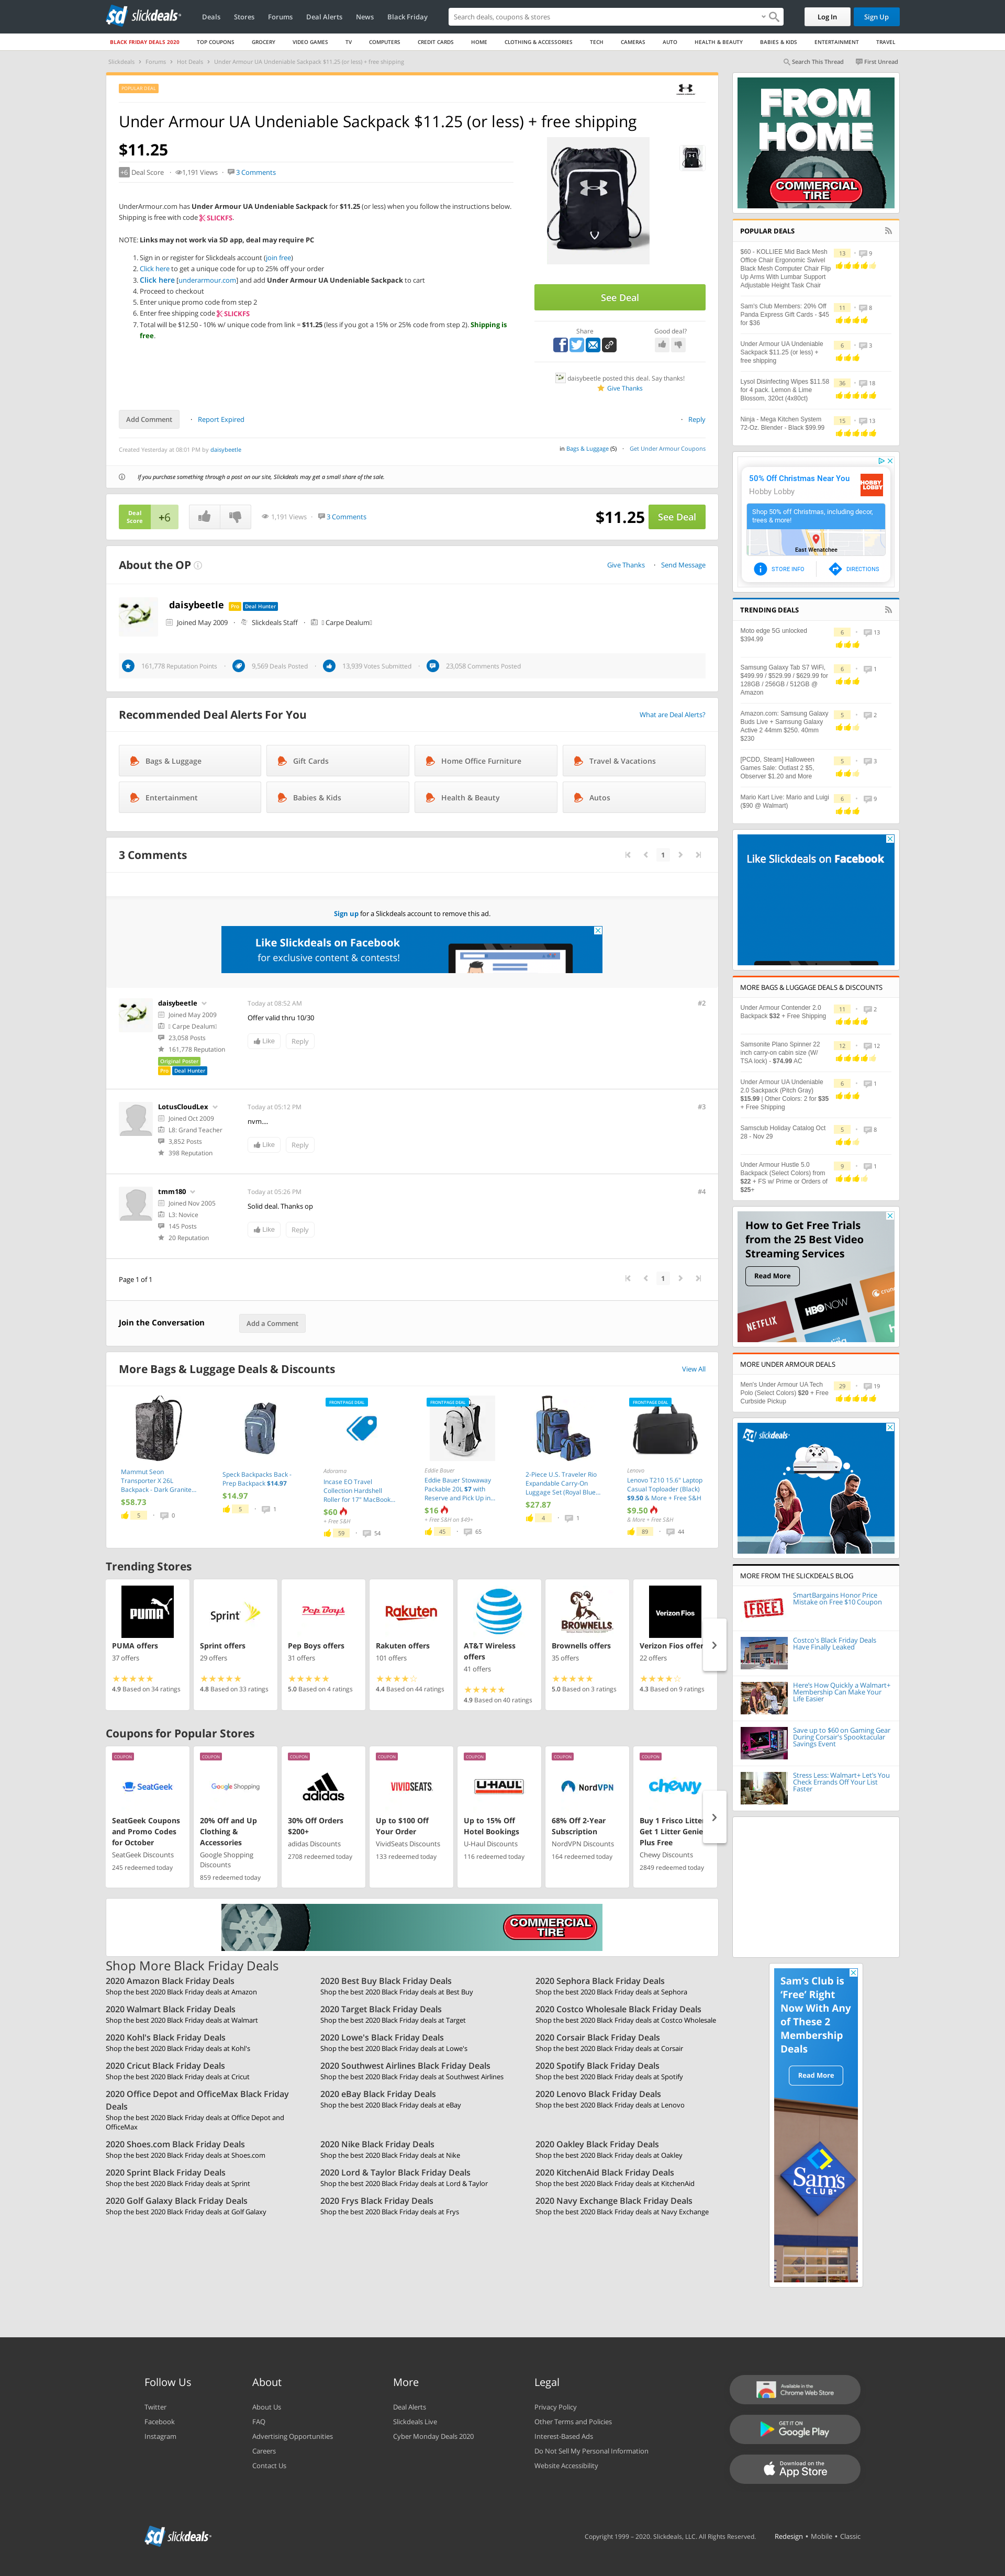 slickdeals
Deals
Stores
Forums
Deal Alerts
News
Black Friday
Search deals, coupons & stores
Log In
Sign Up
BLACK FRIDAY DEALS 2020
TOP COUPONS
GROCERY
VIDEO GAMES
TV
COMPUTERS
CREDIT CARDS
HOME
CLOTHING & ACCESSORIES
TECH
CAMERAS
AUTO
HEALTH & BEAUTY
BABIES & KIDS
ENTERTAINMENT
TRAVEL
Slickdeals > Forums > Hot Deals > Under Armour UA Undeniable Sackpack $11.25 (or less) + free shipping
Search This Thread
First Unread
POPULAR DEAL
Under Armour UA Undeniable Sackpack $11.25 (or less) + free shipping
$11.25
+6 Deal Score · 1,191 Views · 3 Comments
UnderArmour.com has Under Armour UA Undeniable Sackpack for $11.25 (or less) when you follow the instructions below.
Shipping is free with code SLICKFS.
NOTE: Links may not work via SD app, deal may require PC
1. Sign in or register for Slickdeals account (join free)
2. Click here to get a unique code for up to 25% off your order
3. Click here [underarmour.com] and add Under Armour UA Undeniable Sackpack to cart
4. Proceed to checkout
5. Enter unique promo code from step 2
6. Enter free shipping code SLICKFS
7. Total will be $12.50 - 10% w/ unique code from link = $11.25 (less if you got a 15% or 25% code from step 2). Shipping is
free.
See Deal
Share
Good deal?
daisybeetle posted this deal. Say thanks!
Give Thanks
Add Comment
· Report Expired
· Reply
Created Yesterday at 08:01 PM by daisybeetle
in Bags & Luggage (5) · Get Under Armour Coupons
If you purchase something through a post on our site, Slickdeals may get a small share of the sale.
Deal
Score
+6
1,191 Views · 3 Comments
$11.25
See Deal
About the OP
Give Thanks · Send Message
daisybeetle Pro Deal Hunter
Joined May 2009 · Slickdeals Staff · Carpe Dealum
161,778 Reputation Points · 9,569 Deals Posted · 13,939 Votes Submitted · 23,058 Comments Posted
Recommended Deal Alerts For You
What are Deal Alerts?
Bags & Luggage
Gift Cards
Home Office Furniture
Travel & Vacations
Entertainment
Babies & Kids
Health & Beauty
Autos
3 Comments
1
Sign up for a Slickdeals account to remove this ad.
Like Slickdeals on Facebook
for exclusive content & contests!
daisybeetle
Joined May 2009
Carpe Dealum
23,058 Posts
161,778 Reputation
Original Poster
Pro Deal Hunter
Today at 08:52 AM
#2
Offer valid thru 10/30
Like
Reply
LotusCloudLex
Joined Oct 2009
L8: Grand Teacher
3,852 Posts
398 Reputation
Today at 05:12 PM
#3
nvm....
Like
Reply
tmm180
Joined Nov 2005
L3: Novice
145 Posts
20 Reputation
Today at 05:26 PM
#4
Solid deal. Thanks op
Like
Reply
Page 1 of 1
1
Join the Conversation
Add a Comment
More Bags & Luggage Deals & Discounts
View All
Mammut Seon
Transporter X 26L
Backpack - Dark Granite...
$58.73
5 · 0
Speck Backpacks Back -
Prep Backpack $14.97
$14.97
5 · 1
FRONTPAGE DEAL
Adorama
Incase EO Travel
Collection Hardshell
Roller for 17" MacBook...
$60
+ Free S&H
59 · 54
FRONTPAGE DEAL
Eddie Bauer
Eddie Bauer Stowaway
Packable 20L $7 with
Reserve and Pick Up in...
$16
+ Free S&H on $49+
45 · 65
2-Piece U.S. Traveler Rio
Expandable Carry-On
Luggage Set (Royal Blue...
$27.87
4 · 1
FRONTPAGE DEAL
Lenovo
Lenovo T210 15.6" Laptop
Casual Toploader (Black)
$9.50 & More + Free S&H
$9.50
& More + Free S&H
89 · 44
Trending Stores
PUMA
PUMA offers
37 offers
4.9 Based on 34 ratings
Sprint
Sprint offers
29 offers
4.8 Based on 33 ratings
Pep Boys
Pep Boys offers
31 offers
5.0 Based on 4 ratings
Rakuten
Rakuten offers
101 offers
4.4 Based on 44 ratings
AT&T Wireless
offers
41 offers
4.9 Based on 40 ratings
BROWNELLS
Brownells offers
35 offers
5.0 Based on 3 ratings
Verizon Fios
Verizon Fios offer
22 offers
4.3 Based on 9 ratings
Coupons for Popular Stores
COUPON
SeatGeek
SeatGeek Coupons
and Promo Codes
for October
SeatGeek Discounts
245 redeemed today
COUPON
Google Shopping
20% Off and Up
Clothing &
Accessories
Google Shopping
Discounts
859 redeemed today
COUPON
adidas
30% Off Orders
$200+
adidas Discounts
2708 redeemed today
COUPON
VIVIDSEATS
Up to $100 Off
Your Order
VividSeats Discounts
133 redeemed today
COUPON
U-HAUL
Up to 15% Off
Hotel Bookings
U-Haul Discounts
116 redeemed today
COUPON
NordVPN
68% Off 2-Year
Subscription
NordVPN Discounts
164 redeemed today
COUPON
chewy
Buy 1 Frisco Litter
Get 1 Litter Genie
Plus Free
Chewy Discounts
2849 redeemed today
COMMERCIAL
TIRE
Shop More Black Friday Deals
2020 Amazon Black Friday Deals
Shop the best 2020 Black Friday deals at Amazon
2020 Best Buy Black Friday Deals
Shop the best 2020 Black Friday deals at Best Buy
2020 Sephora Black Friday Deals
Shop the best 2020 Black Friday deals at Sephora
2020 Walmart Black Friday Deals
Shop the best 2020 Black Friday deals at Walmart
2020 Target Black Friday Deals
Shop the best 2020 Black Friday deals at Target
2020 Costco Wholesale Black Friday Deals
Shop the best 2020 Black Friday deals at Costco Wholesale
2020 Kohl's Black Friday Deals
Shop the best 2020 Black Friday deals at Kohl's
2020 Lowe's Black Friday Deals
Shop the best 2020 Black Friday deals at Lowe's
2020 Corsair Black Friday Deals
Shop the best 2020 Black Friday deals at Corsair
2020 Cricut Black Friday Deals
Shop the best 2020 Black Friday deals at Cricut
2020 Southwest Airlines Black Friday Deals
Shop the best 2020 Black Friday deals at Southwest Airlines
2020 Spotify Black Friday Deals
Shop the best 2020 Black Friday deals at Spotify
2020 Office Depot and OfficeMax Black Friday
Deals
Shop the best 2020 Black Friday deals at Office Depot and
OfficeMax
2020 eBay Black Friday Deals
Shop the best 2020 Black Friday deals at eBay
2020 Lenovo Black Friday Deals
Shop the best 2020 Black Friday deals at Lenovo
2020 Shoes.com Black Friday Deals
Shop the best 2020 Black Friday deals at Shoes.com
2020 Nike Black Friday Deals
Shop the best 2020 Black Friday deals at Nike
2020 Oakley Black Friday Deals
Shop the best 2020 Black Friday deals at Oakley
2020 Sprint Black Friday Deals
Shop the best 2020 Black Friday deals at Sprint
2020 Lord & Taylor Black Friday Deals
Shop the best 2020 Black Friday deals at Lord & Taylor
2020 KitchenAid Black Friday Deals
Shop the best 2020 Black Friday deals at KitchenAid
2020 Golf Galaxy Black Friday Deals
Shop the best 2020 Black Friday deals at Golf Galaxy
2020 Frys Black Friday Deals
Shop the best 2020 Black Friday deals at Frys
2020 Navy Exchange Black Friday Deals
Shop the best 2020 Black Friday deals at Navy Exchange
FROM
HOME
COMMERCIAL
TIRE
POPULAR DEALS
$60 - KOLLIEE Mid Back Mesh
Office Chair Ergonomic Swivel
Black Mesh Computer Chair Flip
Up Arms With Lumbar Support
Adjustable Height Task Chair
13 · 9
Sam's Club Members: 20% Off
Panda Express Gift Cards - $45
for $36
11 · 8
Under Armour UA Undeniable
Sackpack $11.25 (or less) +
free shipping
6 · 3
Lysol Disinfecting Wipes $11.58
for 4 pack. Lemon & Lime
Blossom, 320ct (4x80ct)
36 · 18
Ninja - Mega Kitchen System
72-Oz. Blender - Black $99.99
15 · 13
50% Off Christmas Near You
Hobby Lobby
HOBBY
LOBBY
Shop 50% off Christmas, including decor,
trees & more!
East Wenatchee
STORE INFO
DIRECTIONS
TRENDING DEALS
Moto edge 5G unlocked
$394.99
6 · 13
Samsung Galaxy Tab S7 WiFi,
$499.99 / $529.99 / $629.99 for
128GB / 256GB / 512GB @
Amazon
6 · 1
Amazon.com: Samsung Galaxy
Buds Live + Samsung Galaxy
Active 2 44mm $250. 40mm
$230
5 · 2
[PCDD, Steam] Halloween
Games Sale: Outlast 2 $5,
Observer $1.20 and More
5 · 3
Mario Kart Live: Mario and Luigi
($90 @ Walmart)
6 · 9
Like Slickdeals on Facebook
MORE BAGS & LUGGAGE DEALS & DISCOUNTS
Under Armour Contender 2.0
Backpack $32 + Free Shipping
11 · 2
Samsonite Plano Spinner 22
inch carry-on cabin size (W/
TSA lock) - $74.99 AC
12 · 12
Under Armour UA Undeniable
2.0 Sackpack (Pitch Gray)
$15.99 | Other Colors: 2 for $35
+ Free Shipping
6 · 1
Samsclub Holiday Catalog Oct
28 - Nov 29
5 · 8
Under Armour Hustle 5.0
Backpack (Select Colors) from
$22 + FS w/ Prime or Orders of
$25+
9 · 1
How to Get Free Trials
from the 25 Best Video
Streaming Services
Read More
NETFLIX
HBO NOW
crunc
MORE UNDER ARMOUR DEALS
Men's Under Armour UA Tech
Polo (Select Colors) $20 + Free
Curbside Pickup
29 · 19
slickdeals
MORE FROM THE SLICKDEALS BLOG
FREE
SmartBargains Honor Price
Mistake on Free $10 Coupon
Costco's Black Friday Deals
Have Finally Leaked
Here's How Quickly a Walmart+
Membership Can Make Your
Life Easier
Save up to $60 on Gaming Gear
During Corsair's Spooktacular
Savings Event
Stress Less: Walmart+ Let's You
Check Errands Off Your List
Faster
Sam's Club is
'Free' Right
Now With Any
of These 2
Membership
Deals
Read More
Sam's
CLUB
Follow Us
Twitter
Facebook
Instagram
About
About Us
FAQ
Advertising Opportunities
Careers
Contact Us
More
Deal Alerts
Slickdeals Live
Cyber Monday Deals 2020
Legal
Privacy Policy
Other Terms and Policies
Interest-Based Ads
Do Not Sell My Personal Information
Website Accessibility
Available in the
Chrome Web Store
GET IT ON
Google Play
Download on the
App Store
slickdeals
Copyright 1999 - 2020. Slickdeals, LLC. All Rights Reserved.
Redesign • Mobile • Classic